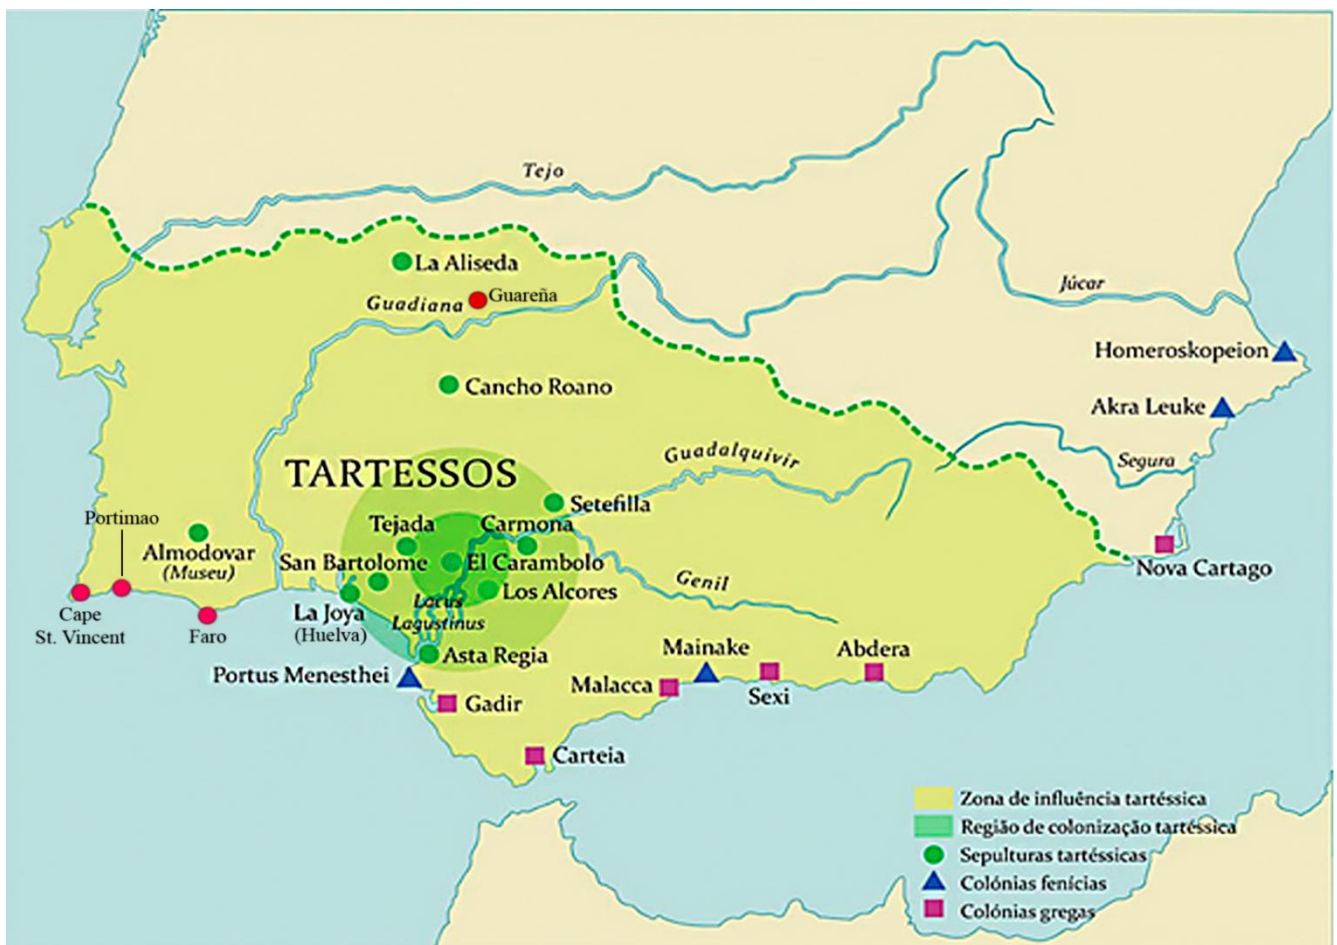 Tejo
La Aliseda
Guareña
Guadiana
Júcar
Homeroskopeion
Cancho Roano
Akra Leuke
Guadalquivir
Segura
TARTESSOS
Setefilla
Portimao
Tejada
Carmona
Almodovar
(Museu)
San Bartolome
El Carambolo
Nova Cartago
Genil
Los Alcores
Lacus
Lagustinus
La Joya
(Huelva)
Cape
St. Vincent
Faro
Asta Regia
Mainake
Abdera
Portus Menesthei
Malacca
Sexi
Gadir
Carteia
Zona de influência tartéssica
Região de colonização tartéssica
Sepulturas tartéssicas
Colónias fenícias
Colónias gregas